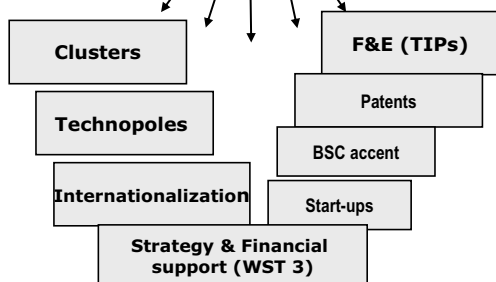 Clusters
F&E (TIPs)
Technopoles
Patents
BSC accent
Internationalization
Start-ups
Strategy & Financial
support (WST 3)